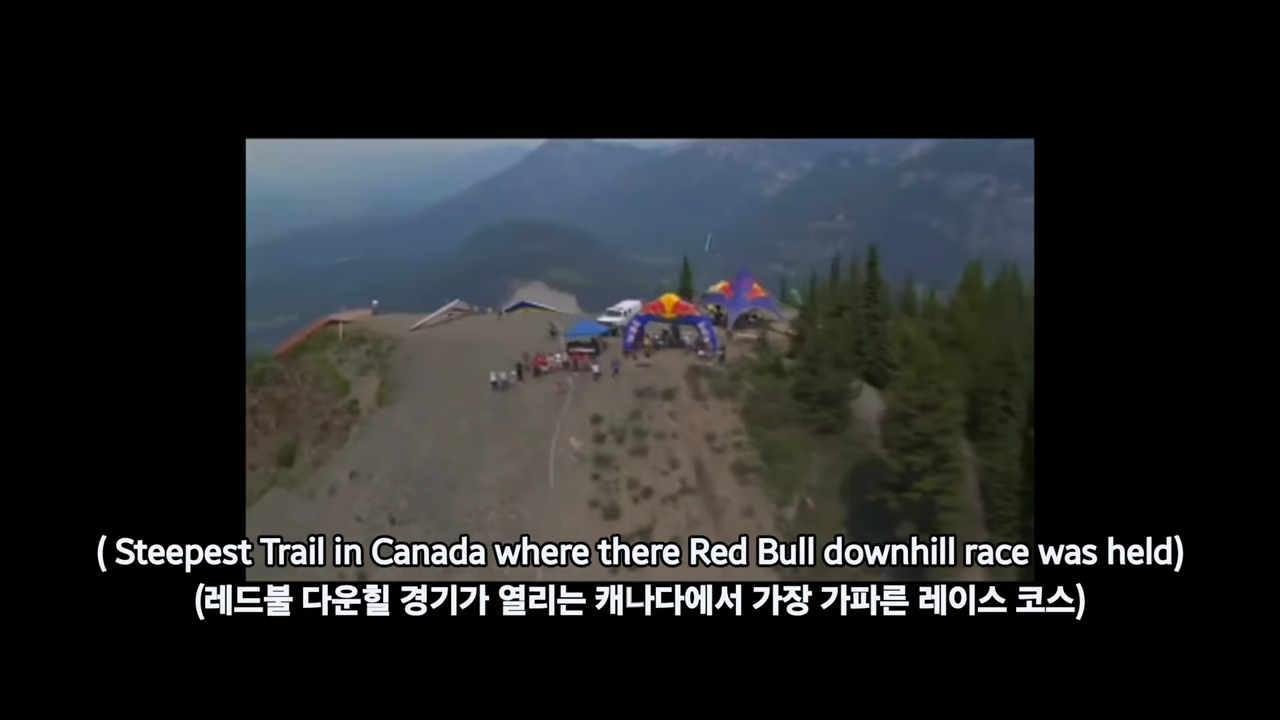 ( Steepest Trail in Canada where there Red Bull downhill race was held)
(레드불 다운힐 경기가 열리는 캐나다에서 가장 가파른 레이스 코스)